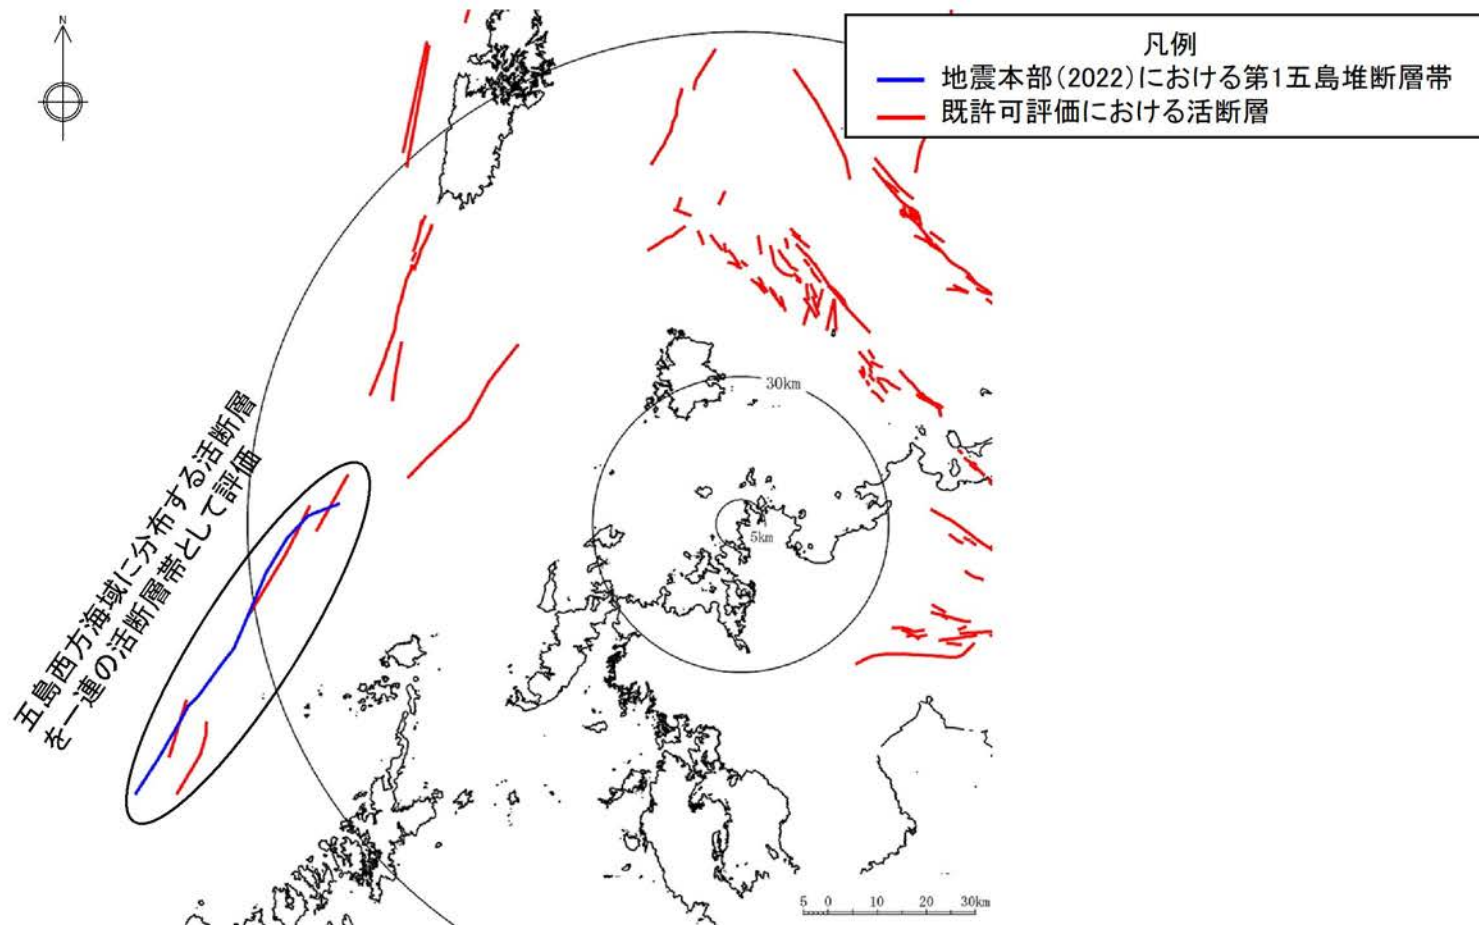 N
凡例
地震本部(2022)における第1五島堆断層帯
既許可評価における活断層
五島西方海域に分布する活断層
を一連の活断層帯として評価
30km
5km
5 0 10 20 30km